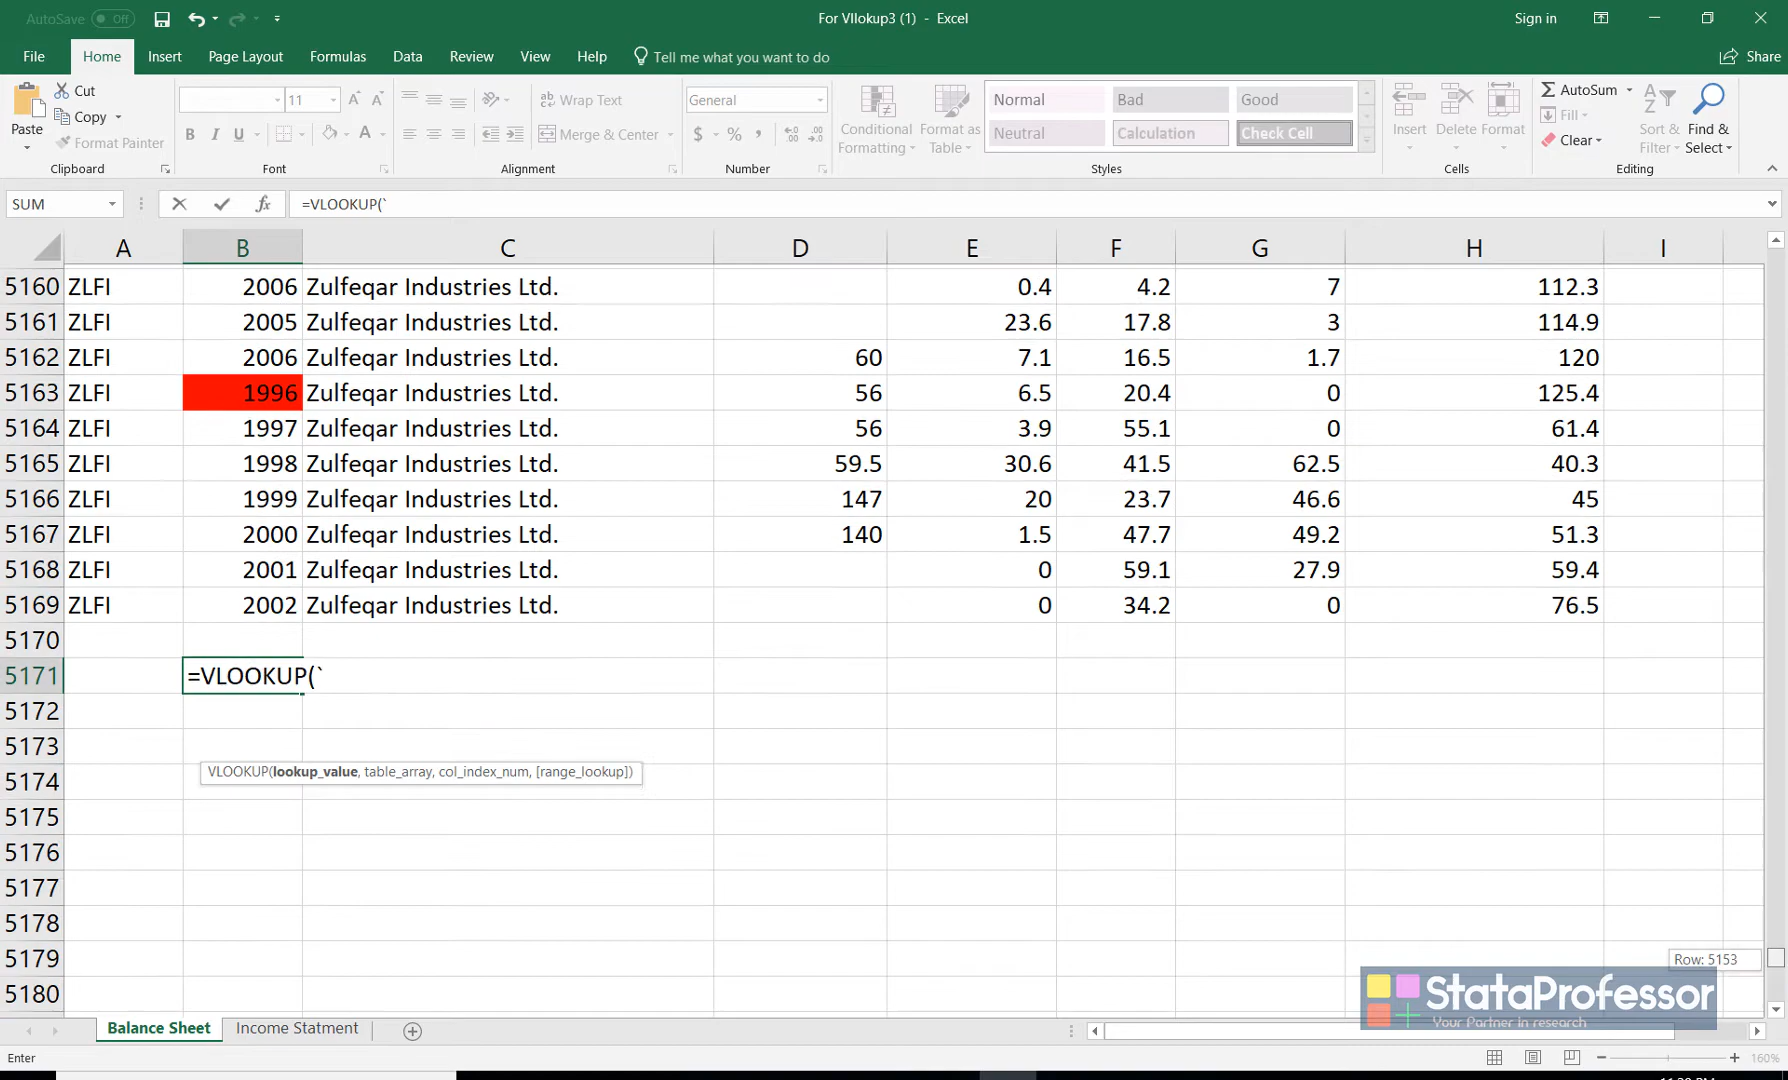 AutoSave Off For Vllokup3 (1) - Excel Sign in
File Home Insert Page Layout Formulas Data Review View Help Tell me what you want to do Share
Paste Cut Copy Format Painter Clipboard
11 B I U A Font
Wrap Text Merge & Center Alignment
General $ % , Number
Conditional Formatting Format as Table Normal Bad Good Neutral Calculation Check Cell Styles
Insert Delete Format Cells
AutoSum Fill Clear Sort & Filter Find & Select Editing
SUM fx =VLOOKUP(`
A B C D E F G H I
5160 ZLFI 2006 Zulfeqar Industries Ltd. 0.4 4.2 7 112.3
5161 ZLFI 2005 Zulfeqar Industries Ltd. 23.6 17.8 3 114.9
5162 ZLFI 2006 Zulfeqar Industries Ltd. 60 7.1 16.5 1.7 120
5163 ZLFI 1996 Zulfeqar Industries Ltd. 56 6.5 20.4 0 125.4
5164 ZLFI 1997 Zulfeqar Industries Ltd. 56 3.9 55.1 0 61.4
5165 ZLFI 1998 Zulfeqar Industries Ltd. 59.5 30.6 41.5 62.5 40.3
5166 ZLFI 1999 Zulfeqar Industries Ltd. 147 20 23.7 46.6 45
5167 ZLFI 2000 Zulfeqar Industries Ltd. 140 1.5 47.7 49.2 51.3
5168 ZLFI 2001 Zulfeqar Industries Ltd. 0 59.1 27.9 59.4
5169 ZLFI 2002 Zulfeqar Industries Ltd. 0 34.2 0 76.5
5170
5171 =VLOOKUP(`
5172
5173
VLOOKUP(lookup_value, table_array, col_index_num, [range_lookup])
5174
5175
5176
5177
5178
5179 Row: 5153
5180
StataProfessor
Your Partner in research
Balance Sheet Income Statment
Enter 160%